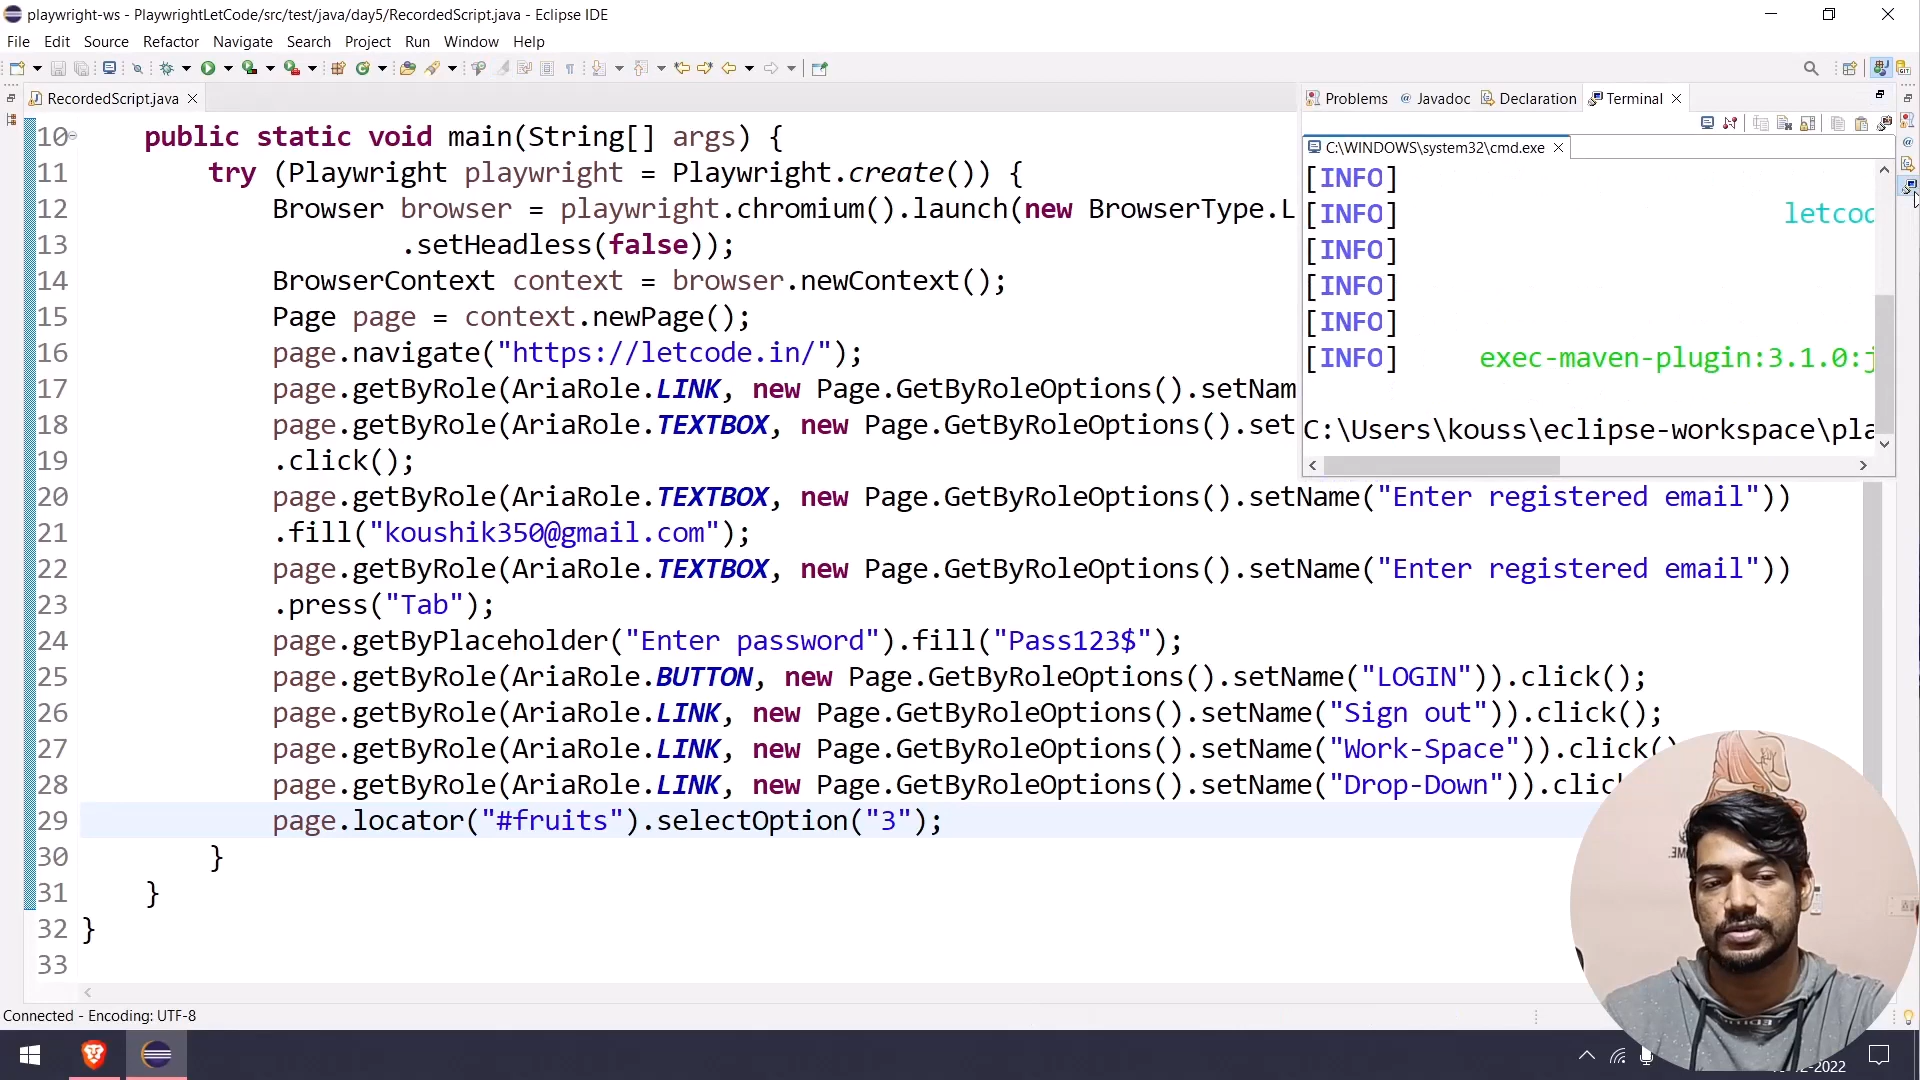 playwright-ws - PlaywrightLetCode/src/test/java/day5/RecordedScript.java - Eclipse IDE
File Edit Source Refactor Navigate Search Project Run Window Help
RecordedScript.java
Problems Javadoc Declaration Terminal
C:\WINDOWS\system32\cmd.exe
[INFO]
[INFO] letcod
[INFO]
[INFO]
[INFO]
[INFO] exec-maven-plugin:3.1.0:j
C:\Users\kouss\eclipse-workspace\pla
10 public static void main(String[] args) {
11 try (Playwright playwright = Playwright.create()) {
12 Browser browser = playwright.chromium().launch(new BrowserType.L
13 .setHeadless(false));
14 BrowserContext context = browser.newContext();
15 Page page = context.newPage();
16 page.navigate("https://letcode.in/");
17 page.getByRole(AriaRole.LINK, new Page.GetByRoleOptions().setNam
18 page.getByRole(AriaRole.TEXTBOX, new Page.GetByRoleOptions().set
19 .click();
20 page.getByRole(AriaRole.TEXTBOX, new Page.GetByRoleOptions().setName("Enter registered email"))
21 .fill("koushik350@gmail.com");
22 page.getByRole(AriaRole.TEXTBOX, new Page.GetByRoleOptions().setName("Enter registered email"))
23 .press("Tab");
24 page.getByPlaceholder("Enter password").fill("Pass123$");
25 page.getByRole(AriaRole.BUTTON, new Page.GetByRoleOptions().setName("LOGIN")).click();
26 page.getByRole(AriaRole.LINK, new Page.GetByRoleOptions().setName("Sign out")).click();
27 page.getByRole(AriaRole.LINK, new Page.GetByRoleOptions().setName("Work-Space")).click()
28 page.getByRole(AriaRole.LINK, new Page.GetByRoleOptions().setName("Drop-Down")).clic
29 page.locator("#fruits").selectOption("3");
30 }
31 }
32 }
33
Connected - Encoding: UTF-8